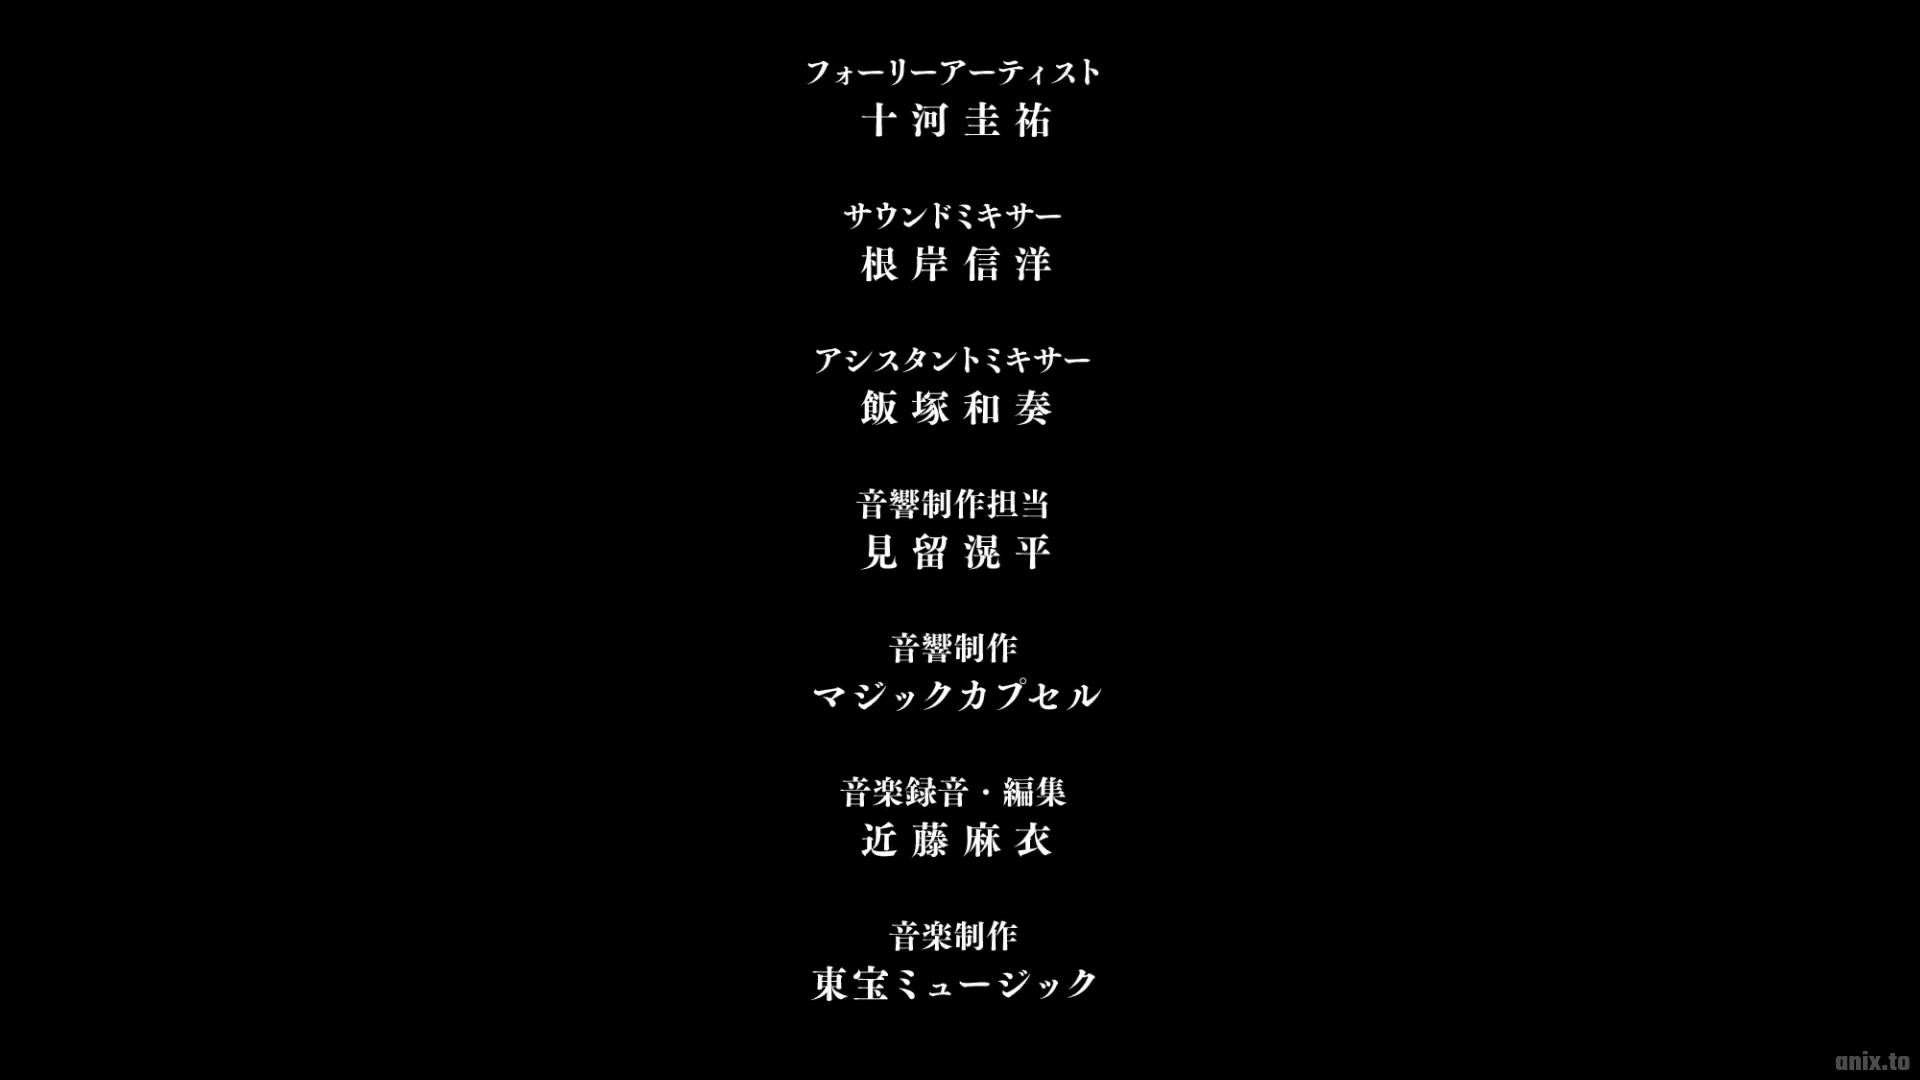 フォーリーアーティスト
十河圭祐
サウンドミキサー
根岸信洋
アシスタントミキサー
飯塚和奏
音響制作担当
見留滉平
音響制作
マジックカプセル
音楽録音・編集
近藤麻衣
音楽制作
東宝ミュージック
anix.to